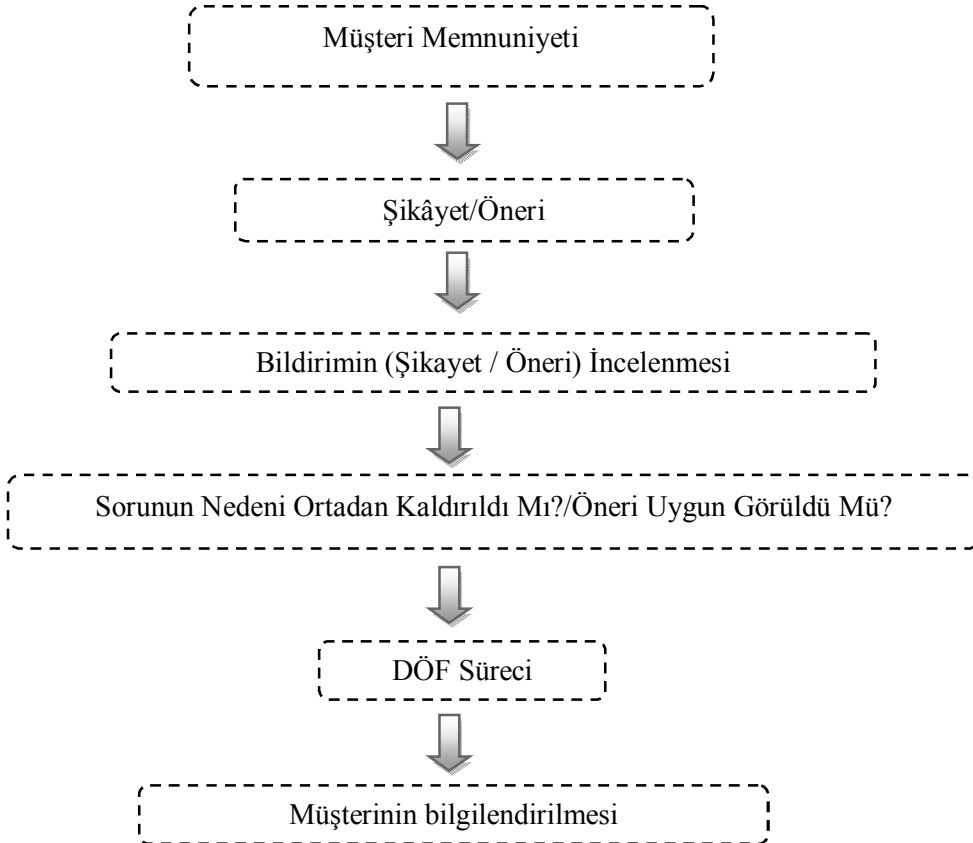 Müşteri Memnuniyeti
Şikâyet/Öneri
Bildirimin (Şikayet / Öneri) İncelenmesi
Sorunun Nedeni Ortadan Kaldırıldı Mı?/Öneri Uygun Görüldü Mü?
DÖF Süreci
Müşterinin bilgilendirilmesi